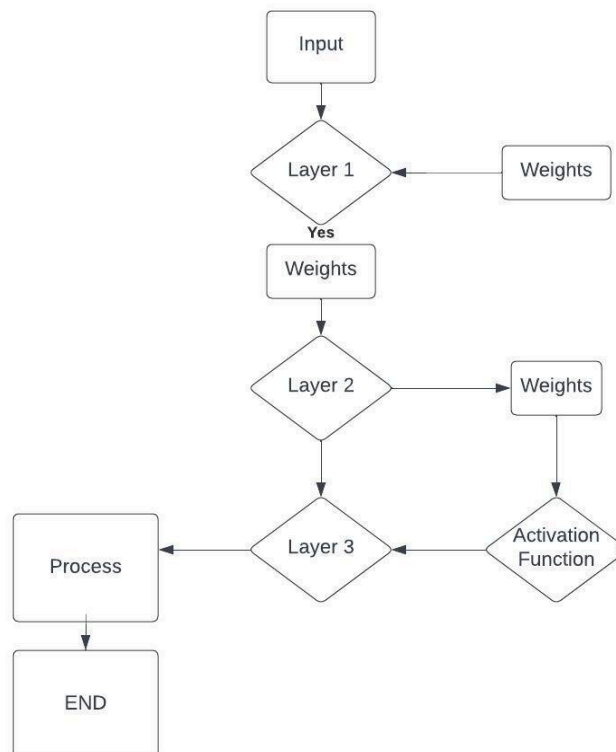 Input
Layer 1
Weights
Yes
Weights
Layer 2
Weights
Layer 3
Activation
Function
Process
END